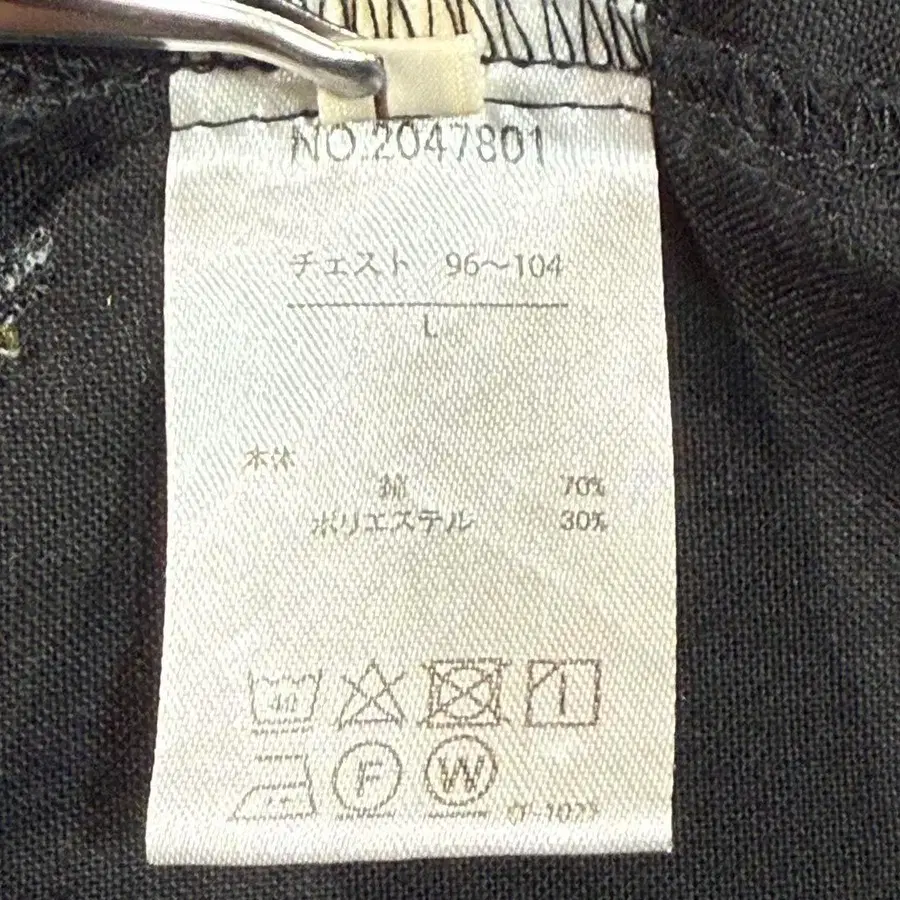 NO.2047801
チェスト 96〜104
L
本体
綿 70%
ポリエステル 30%
40
F W